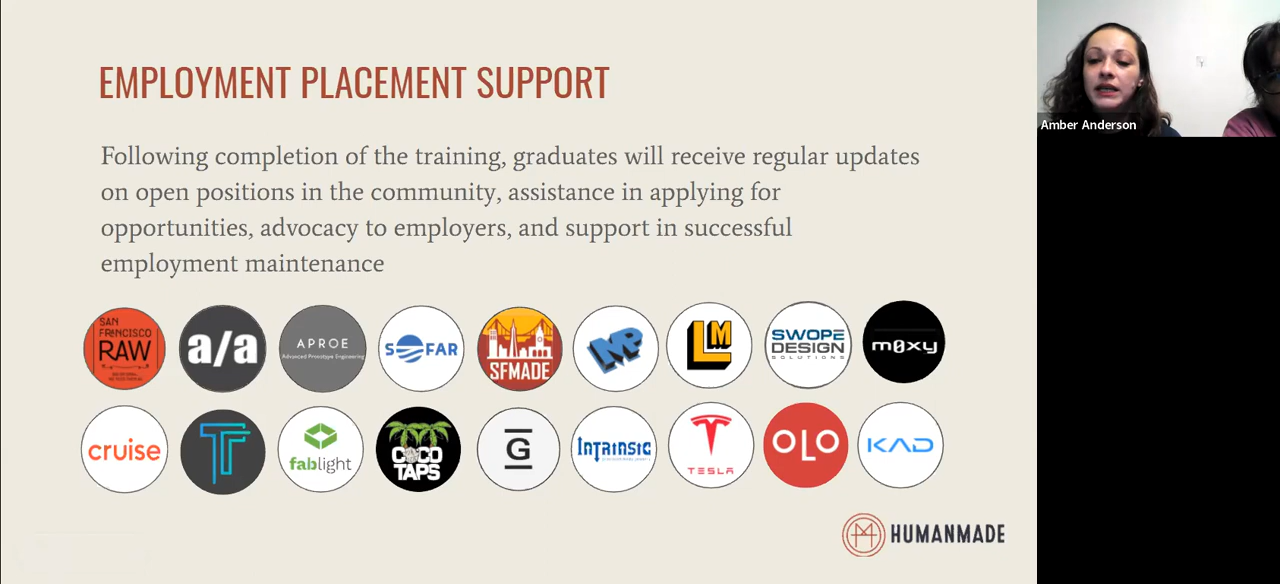 EMPLOYMENT PLACEMENT SUPPORT
Amber Anderson
Following completion of the training, graduates will receive regular updates
on open positions in the community, assistance in applying for
opportunities, advocacy to employers, and support in successful
employment maintenance
SAN
FRANCISCO
RAW
a/a
APROE
Advanced Prototype Engineering
SOFAR
SFMADE
MP
LM
SWOPE
DESIGN
SOLUTIONS
m0xy
cruise
T
fablight
COCO
TAPS
G
INTRINSIC
TESLA
OLO
KAD
HUMANMADE